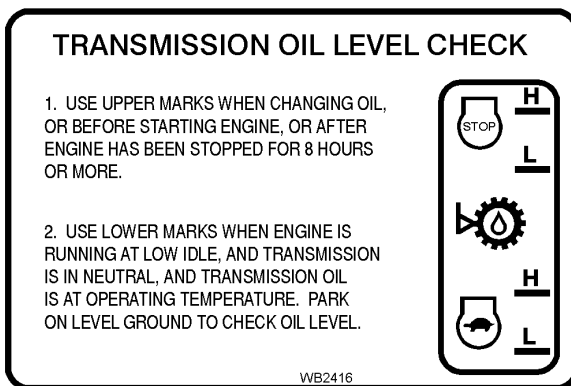 TRANSMISSION OIL LEVEL CHECK
1. USE UPPER MARKS WHEN CHANGING OIL,
OR BEFORE STARTING ENGINE, OR AFTER
ENGINE HAS BEEN STOPPED FOR 8 HOURS
OR MORE.
2. USE LOWER MARKS WHEN ENGINE IS
RUNNING AT LOW IDLE, AND TRANSMISSION
IS IN NEUTRAL, AND TRANSMISSION OIL
IS AT OPERATING TEMPERATURE. PARK
ON LEVEL GROUND TO CHECK OIL LEVEL.
H
STOP
L
H
L
WB2416